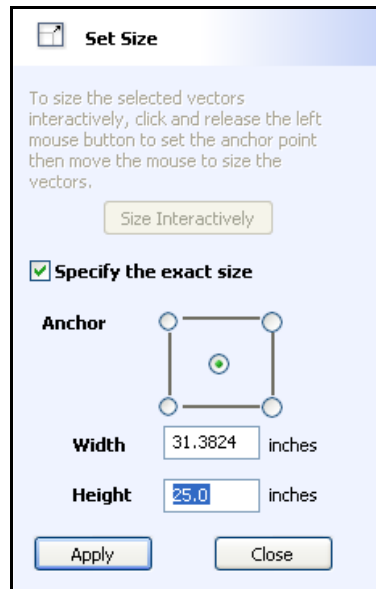 Set Size
To size the selected vectors
interactively, click and release the left
mouse button to set the anchor point
then move the mouse to size the
vectors.
Size Interactively
Specify the exact size
Anchor
Width 31.3824 inches
Height 25.0 inches
Apply Close